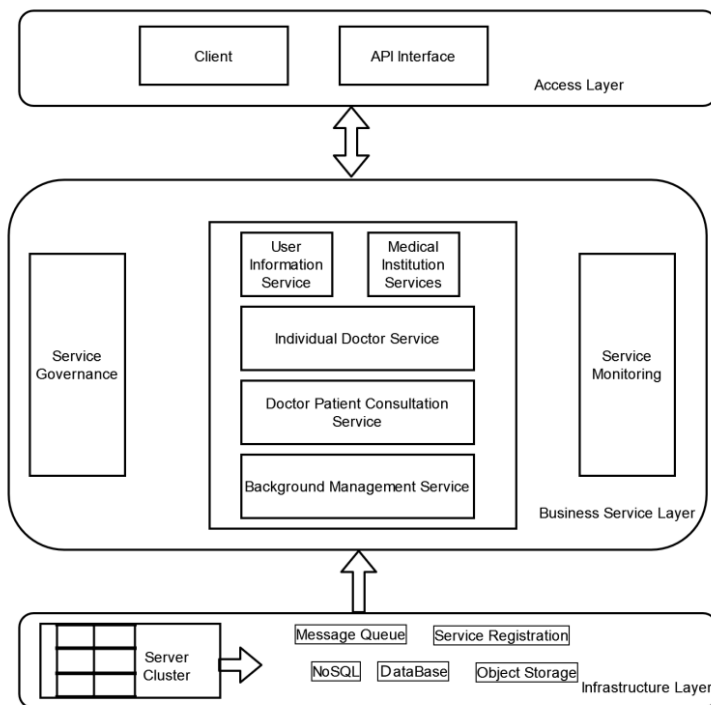 Client
API Interface
Access Layer
User
Information
Service
Medical
Institution
Services
Individual Doctor Service
Service
Governance
Service
Monitoring
Doctor Patient Consultation
Service
Background Management Service
Business Service Layer
Server
Cluster
Message Queue
Service Registration
NoSQL
DataBase
Object Storage
Infrastructure Layer